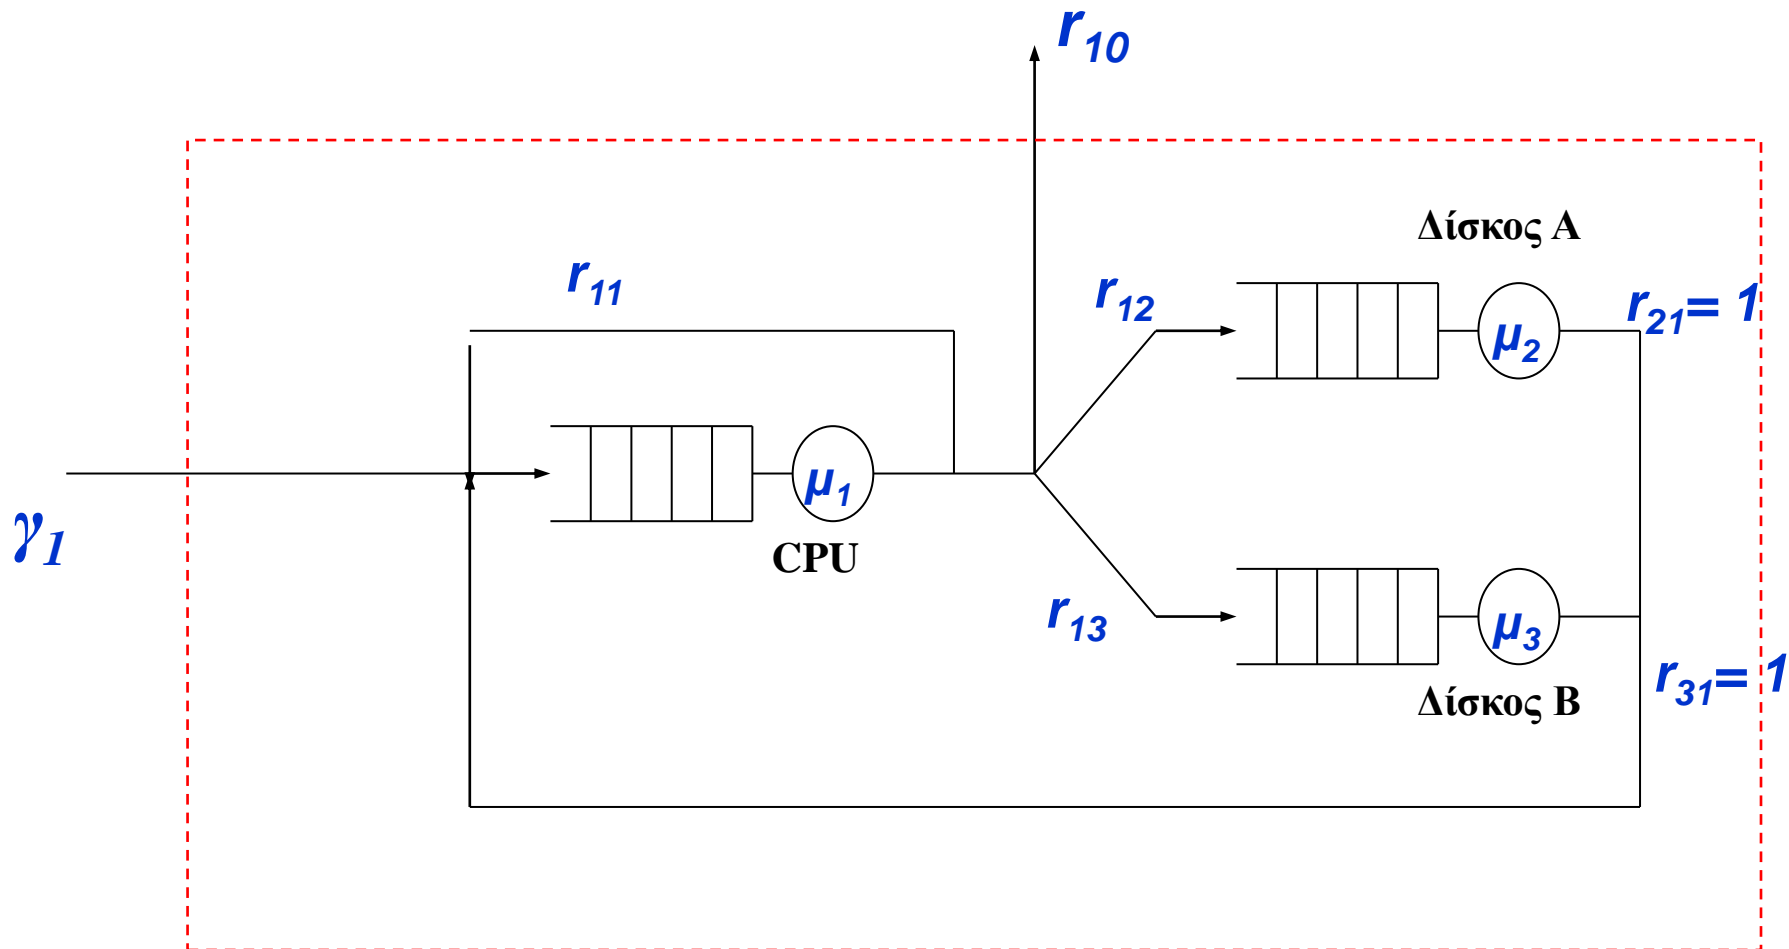 r10
Δίσκος Α
r11
r12
r21= 1
μ2
μ1
γ1
CPU
r13
μ3
r31= 1
Δίσκος Β